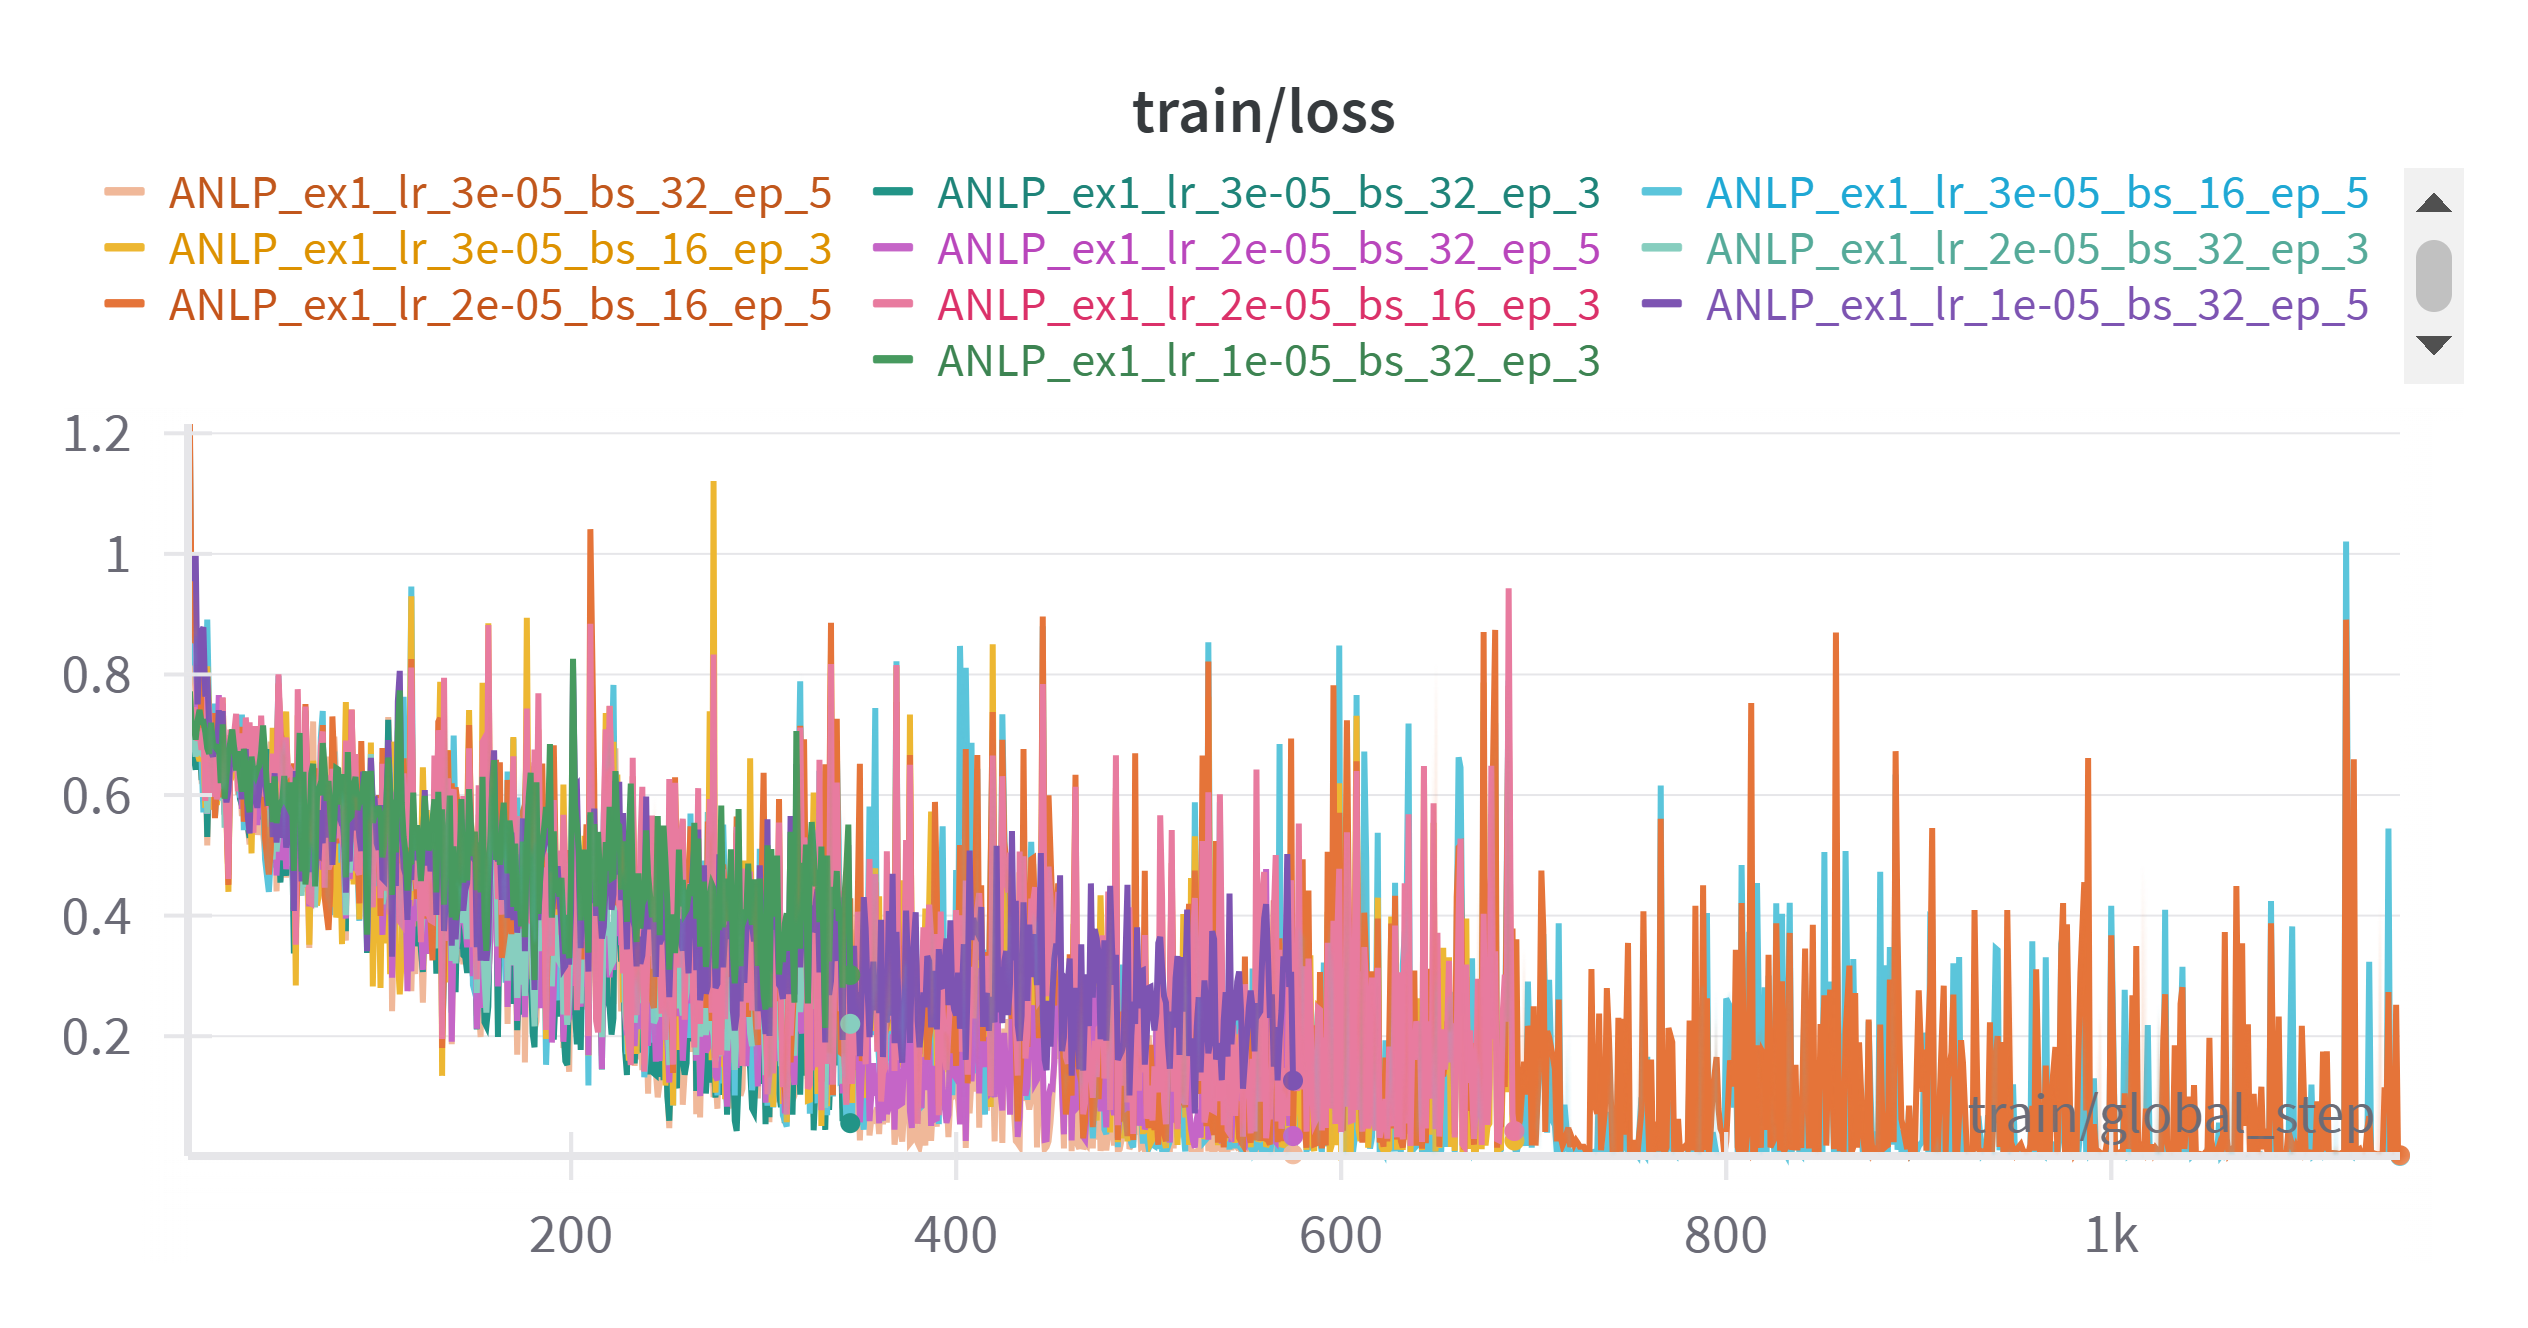 train/loss
ANLP_ex1_lr_3e-05_bs_32_ep_5 ANLP_ex1_lr_3e-05_bs_32_ep_3 ANLP_ex1_lr_3e-05_bs_16_ep_5
ANLP_ex1_lr_3e-05_bs_16_ep_3 ANLP_ex1_lr_2e-05_bs_32_ep_5 ANLP_ex1_lr_2e-05_bs_32_ep_3
ANLP_ex1_lr_2e-05_bs_16_ep_5 ANLP_ex1_lr_2e-05_bs_16_ep_3 ANLP_ex1_lr_1e-05_bs_32_ep_5
ANLP_ex1_lr_1e-05_bs_32_ep_3
1.2
1
0.8
0.6
0.4
0.2
train/global_step
200 400 600 800 1k